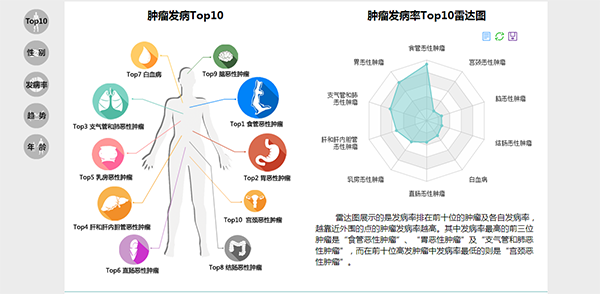 Top10
性 别
发病率
趋 势
年 龄
肿瘤发病Top10
Top7 白血病
Top9 脑恶性肿瘤
Top3 支气管和肺恶性肿瘤
Top1 食管恶性肿瘤
Top5 乳房恶性肿瘤
Top2 胃恶性肿瘤
Top4 肝和肝内胆管恶性肿瘤
Top10 宫颈恶性肿瘤
Top6 直肠恶性肿瘤
Top8 结肠恶性肿瘤
肿瘤发病率Top10雷达图
食管恶性肿瘤
胃恶性肿瘤
宫颈恶性肿瘤
支气管和肺
恶性肿瘤
脑恶性肿瘤
肝和肝内胆管
恶性肿瘤
结肠恶性肿瘤
乳房恶性肿瘤
白血病
直肠恶性肿瘤
雷达图展示的是发病率排在前十位的肿瘤及各自发病率，
越靠近外围的点的肿瘤发病率越高。其中发病率最高的前三位
肿瘤是“食管恶性肿瘤”、“胃恶性肿瘤”及“支气管和肺恶
性肿瘤”，而在前十位高发肿瘤中发病率最低的则是“宫颈恶
性肿瘤”。